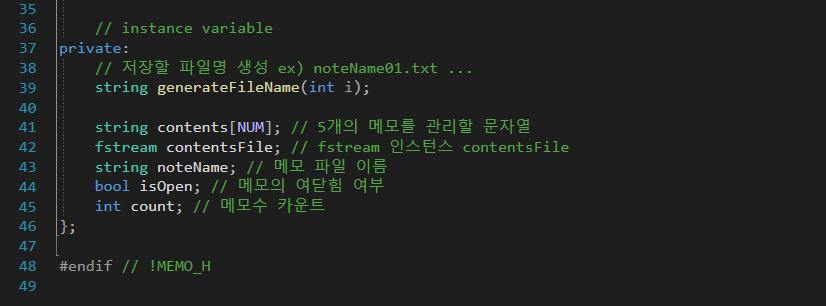 35
36 // instance variable
37 private:
38 // 저장할 파일명 생성 ex) noteName01.txt ...
39 string generateFileName(int i);
40
41 string contents[NUM]; // 5개의 메모를 관리할 문자열
42 fstream contentsFile; // fstream 인스턴스 contentsFile
43 string noteName; // 메모 파일 이름
44 bool isOpen; // 메모의 여닫힘 여부
45 int count; // 메모수 카운트
46 };
47
48 #endif // !MEMO_H
49